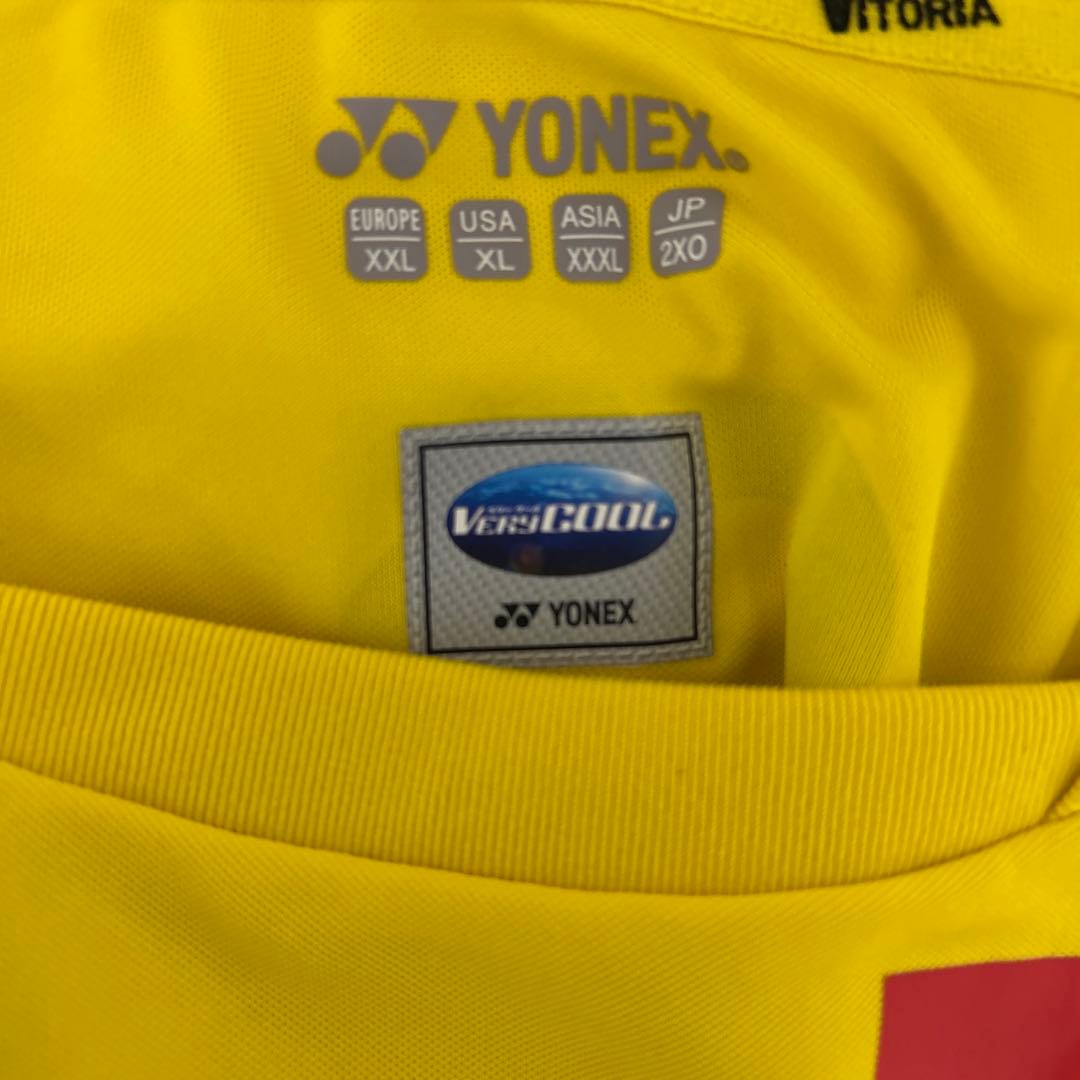 VITORIA
YONEX
EUROPE USA ASIA JP
XXL XL XXXL 2XO
VERYCOOL
YONEX